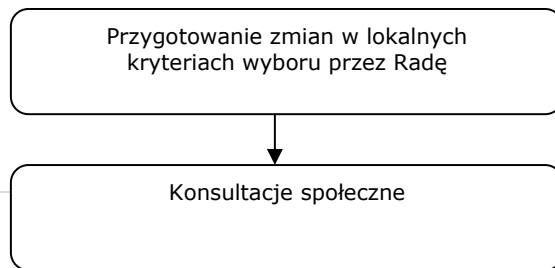 Przygotowanie zmian w lokalnych
kryteriach wyboru przez Radę
Konsultacje społeczne